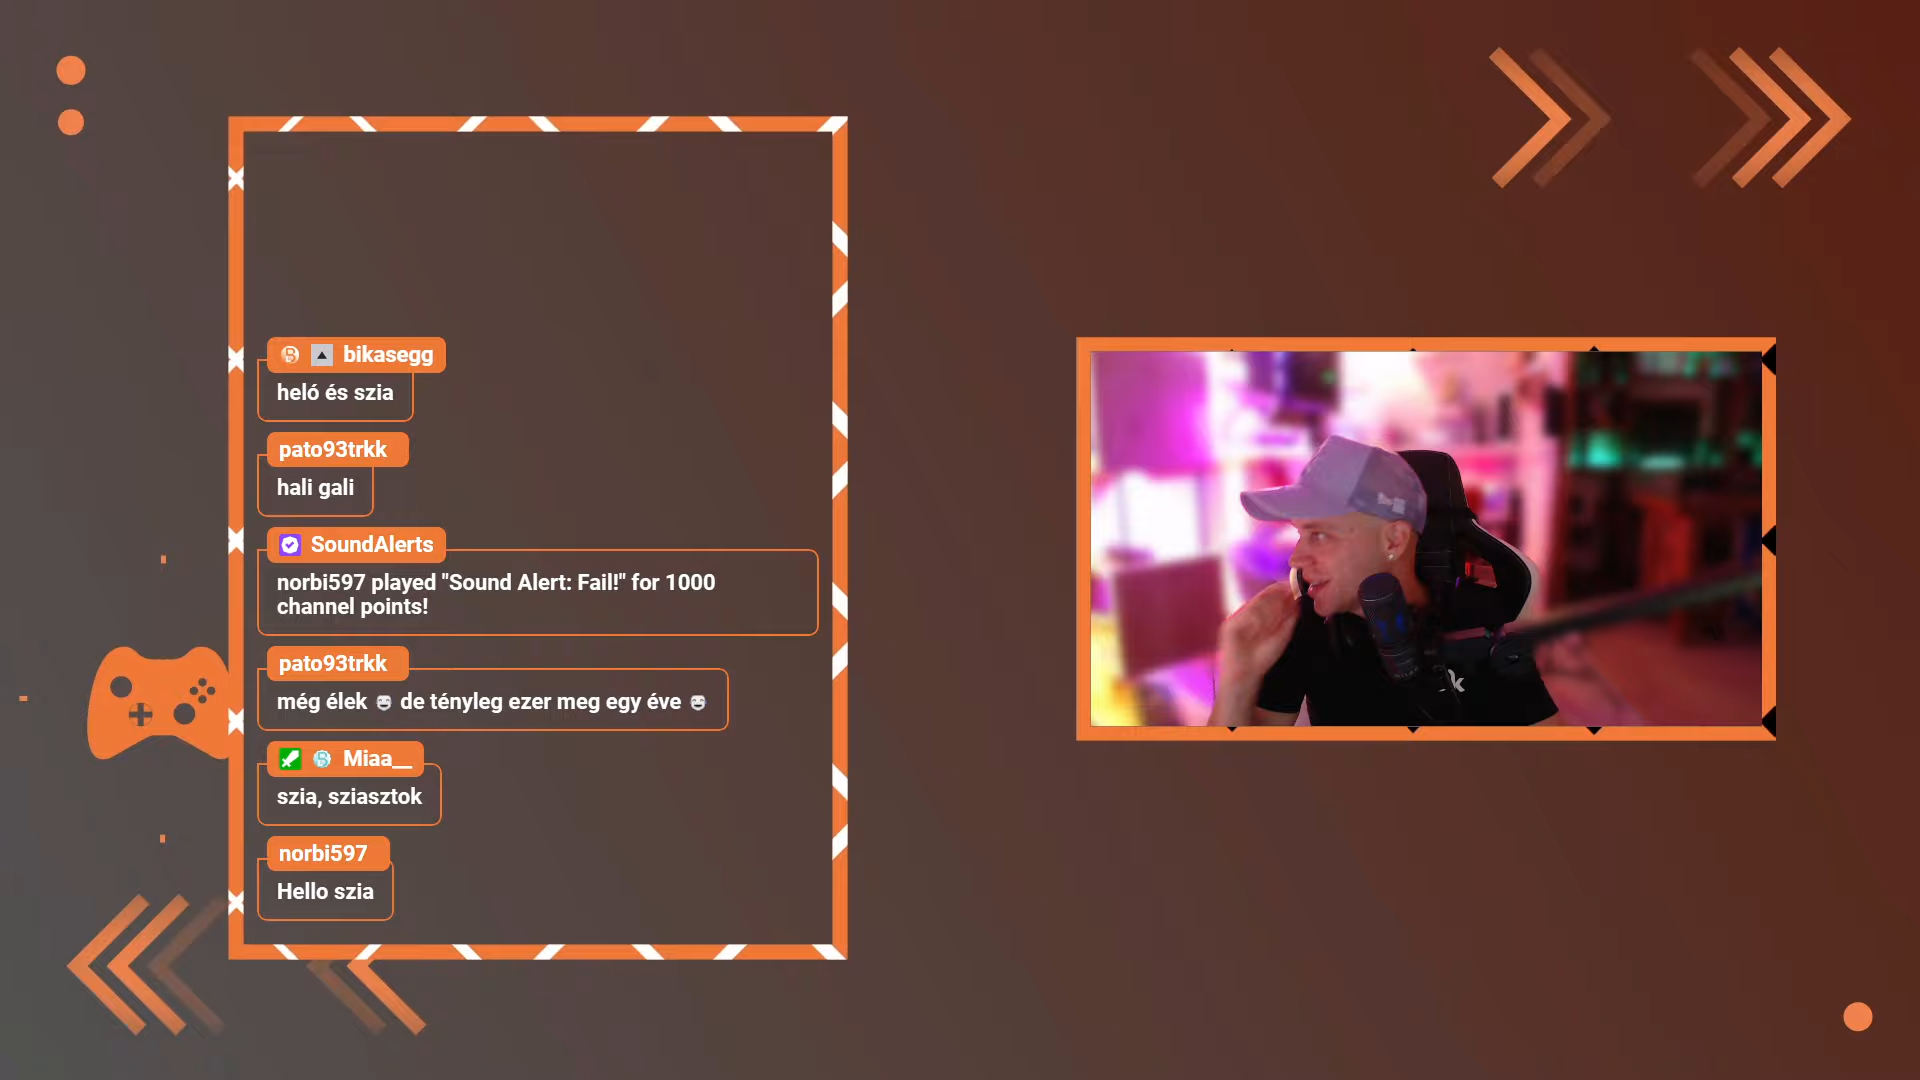 bikasegg
heló és szia
pato93trkk
hali gali
SoundAlerts
norbi597 played "Sound Alert: Fail!" for 1000
channel points!
pato93trkk
még élek de tényleg ezer meg egy éve
Miaa__
szia, sziasztok
norbi597
Hello szia